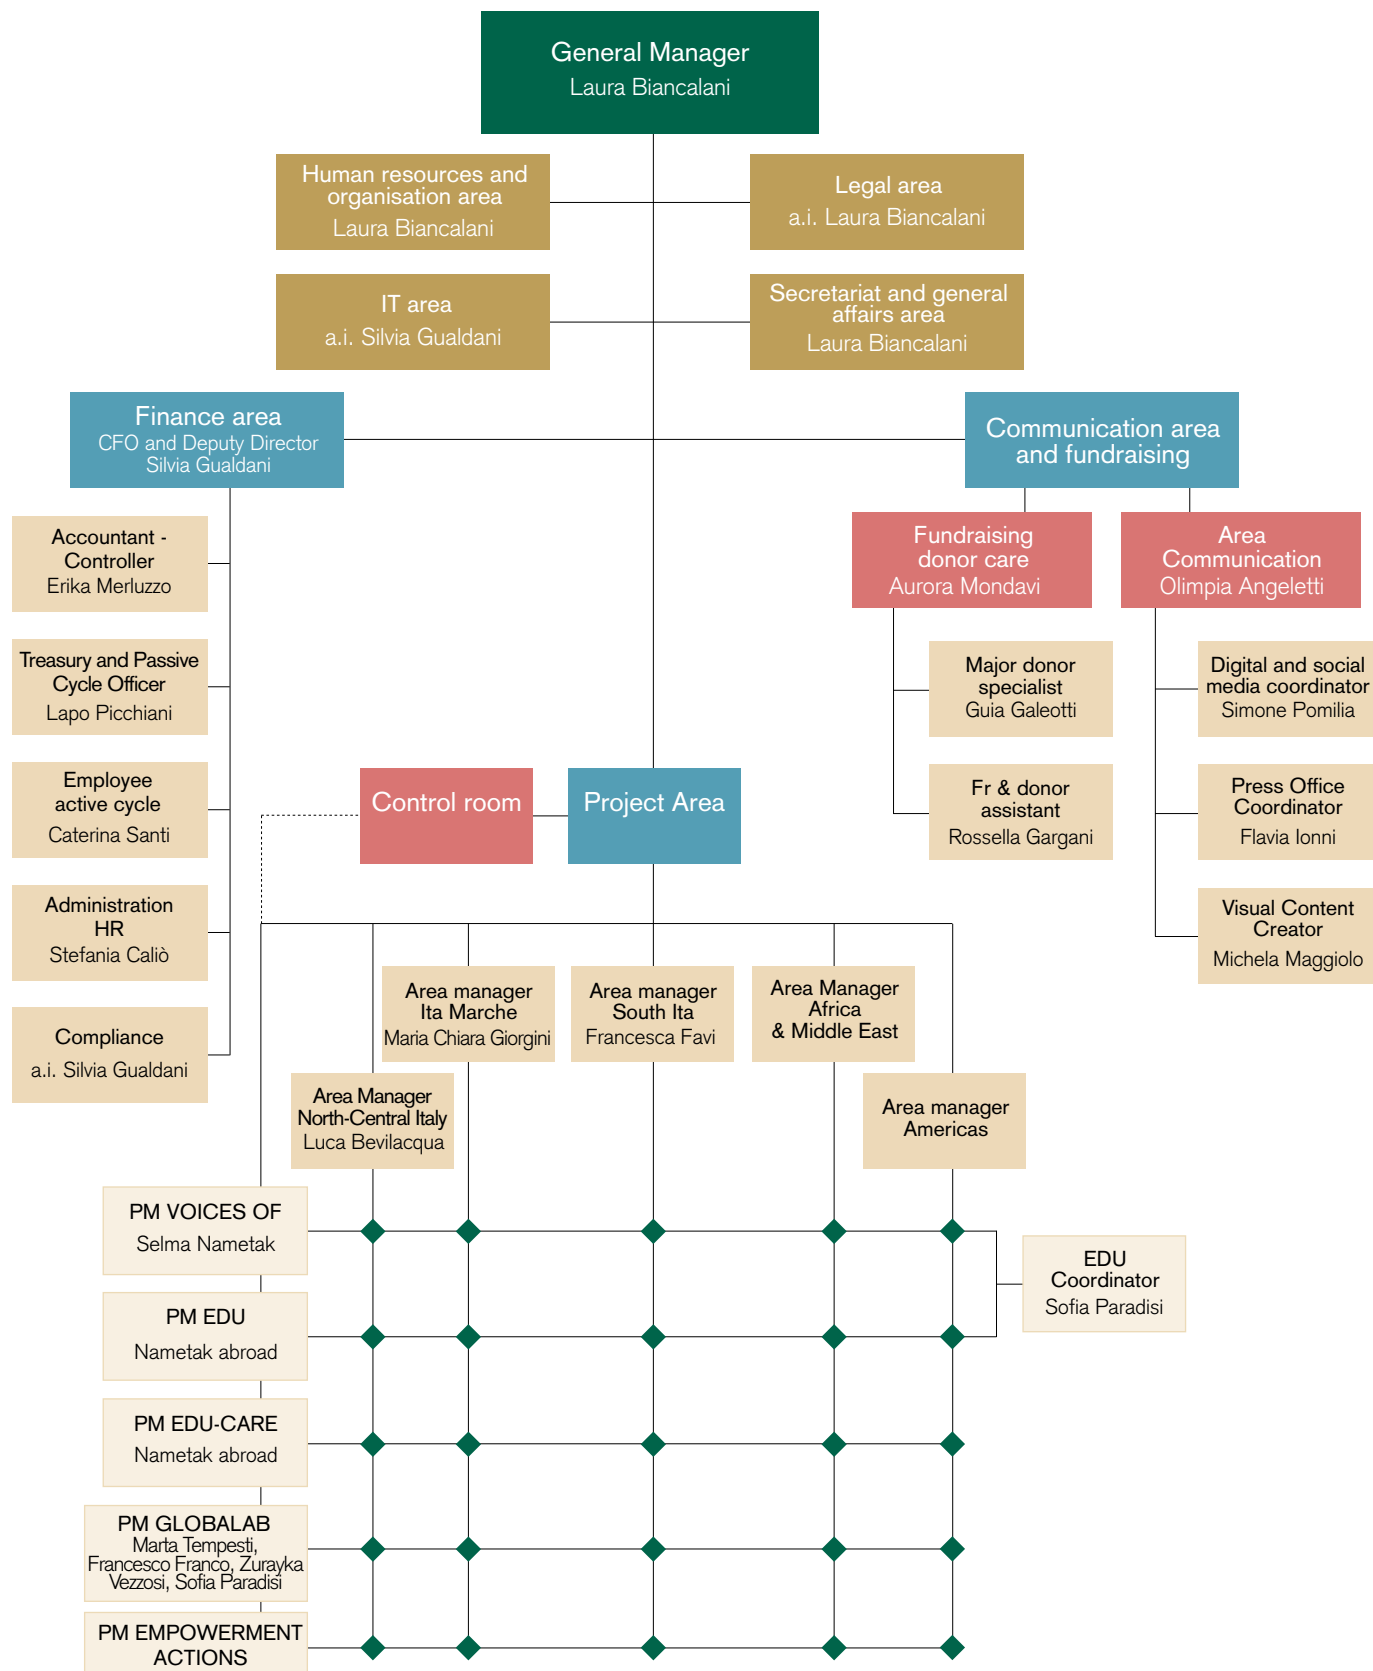 General Manager
Laura Biancalani
Human resources and
organisation area
Laura Biancalani
Legal area
a.i. Laura Biancalani
IT area
a.i. Silvia Gualdani
Secretariat and general
affairs area
Laura Biancalani
Finance area
CFO and Deputy Director
Silvia Gualdani
Communication area
and fundraising
Accountant -
Controller
Erika Merluzzo
Treasury and Passive
Cycle Officer
Lapo Picchiani
Employee
active cycle
Caterina Santi
Administration
HR
Stefania Caliò
Compliance
a.i. Silvia Gualdani
Fundraising
donor care
Aurora Mondavi
Area
Communication
Olimpia Angeletti
Major donor
specialist
Guia Galeotti
Fr & donor
assistant
Rossella Gargani
Digital and social
media coordinator
Simone Pomilia
Press Office
Coordinator
Flavia Ionni
Visual Content
Creator
Michela Maggiolo
Control room
Project Area
Area manager
Ita Marche
Maria Chiara Giorgini
Area manager
South Ita
Francesca Favi
Area Manager
Africa
& Middle East
Area Manager
North-Central Italy
Luca Bevilacqua
Area manager
Americas
PM VOICES OF
Selma Nametak
PM EDU
Nametak abroad
PM EDU-CARE
Nametak abroad
PM GLOBALAB
Marta Tempesti,
Francesco Franco, Zurayka
Vezzosi, Sofia Paradisi
PM EMPOWERMENT
ACTIONS
EDU
Coordinator
Sofia Paradisi